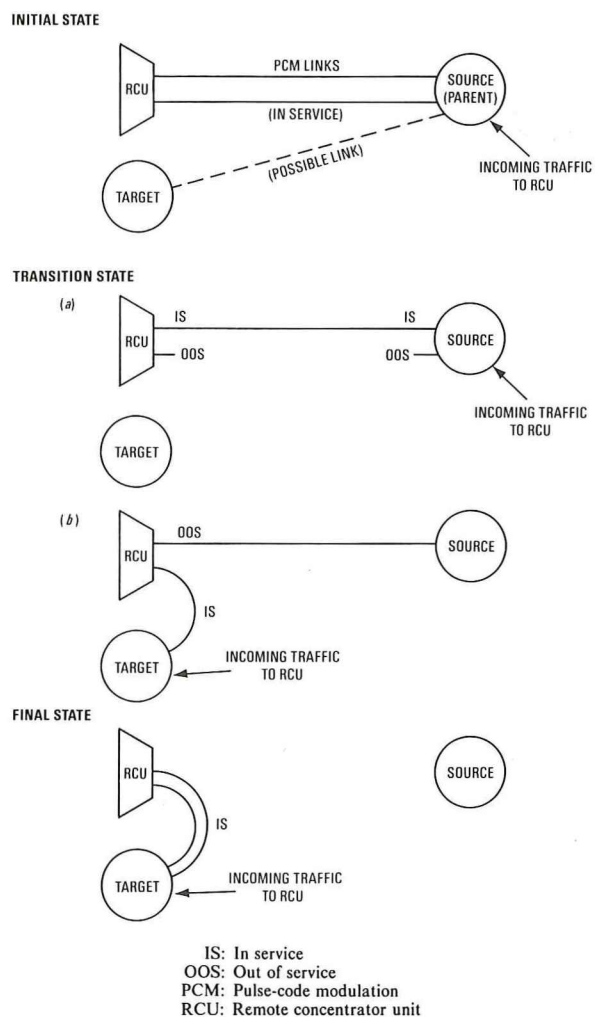 INITIAL STATE
PCM LINKS
RCU
SOURCE
(PARENT)
(IN SERVICE)
(POSSIBLE LINK)
INCOMING TRAFFIC
TO RCU
TARGET
TRANSITION STATE
(a)
IS
IS
RCU
SOURCE
OOS
OOS
INCOMING TRAFFIC
TO RCU
TARGET
(b)
OOS
RCU
SOURCE
IS
TARGET
INCOMING TRAFFIC
TO RCU
FINAL STATE
RCU
SOURCE
IS
TARGET
INCOMING TRAFFIC
TO RCU
IS: In service
OOS: Out of service
PCM: Pulse-code modulation
RCU: Remote concentrator unit